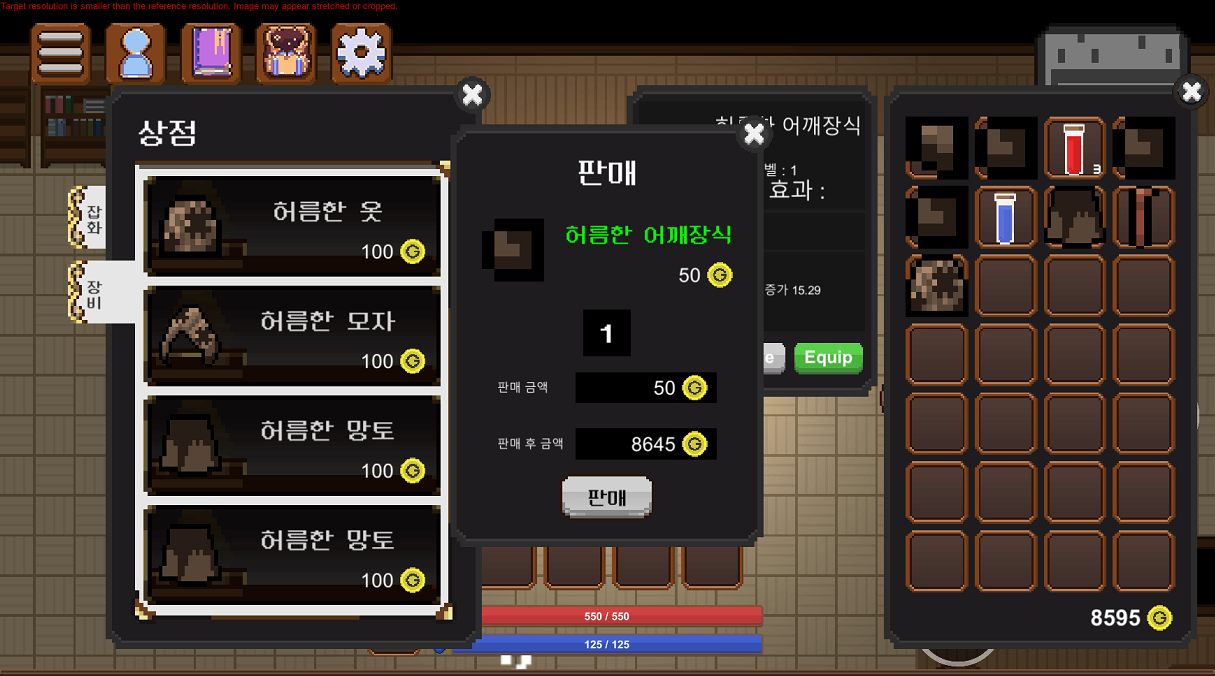 Target resolution is smaller than the reference resolution: Image may appear stretched or cropped.
상점
잡화
장비
허름한 옷
100
허름한 모자
100
허름한 망토
100
허름한 망토
100
판매
허름한 어깨장식
50
1
판매 금액
50
판매 후 금액
8645
판매
어깨장식
벨 : 1
효과 :
증가 15.29
e
Equip
3
8595
550 / 550
125 / 125